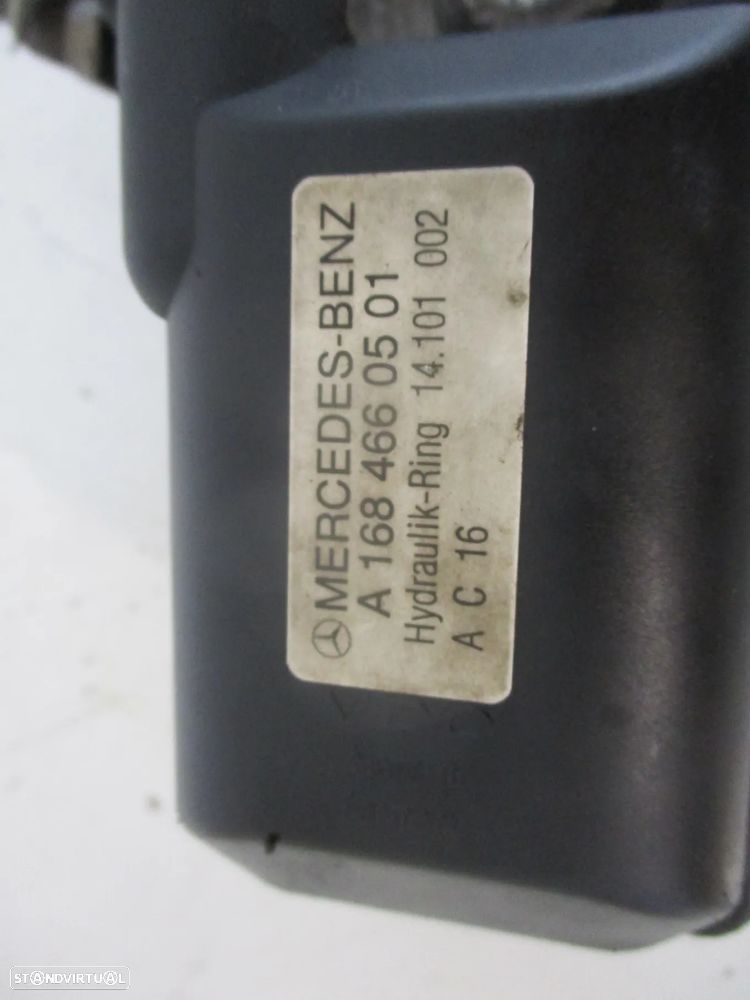 MERCEDES-BENZ
A 168 466 05 01
Hydraulik-Ring 14.101 002
A C 16
STANDVIRTUAL